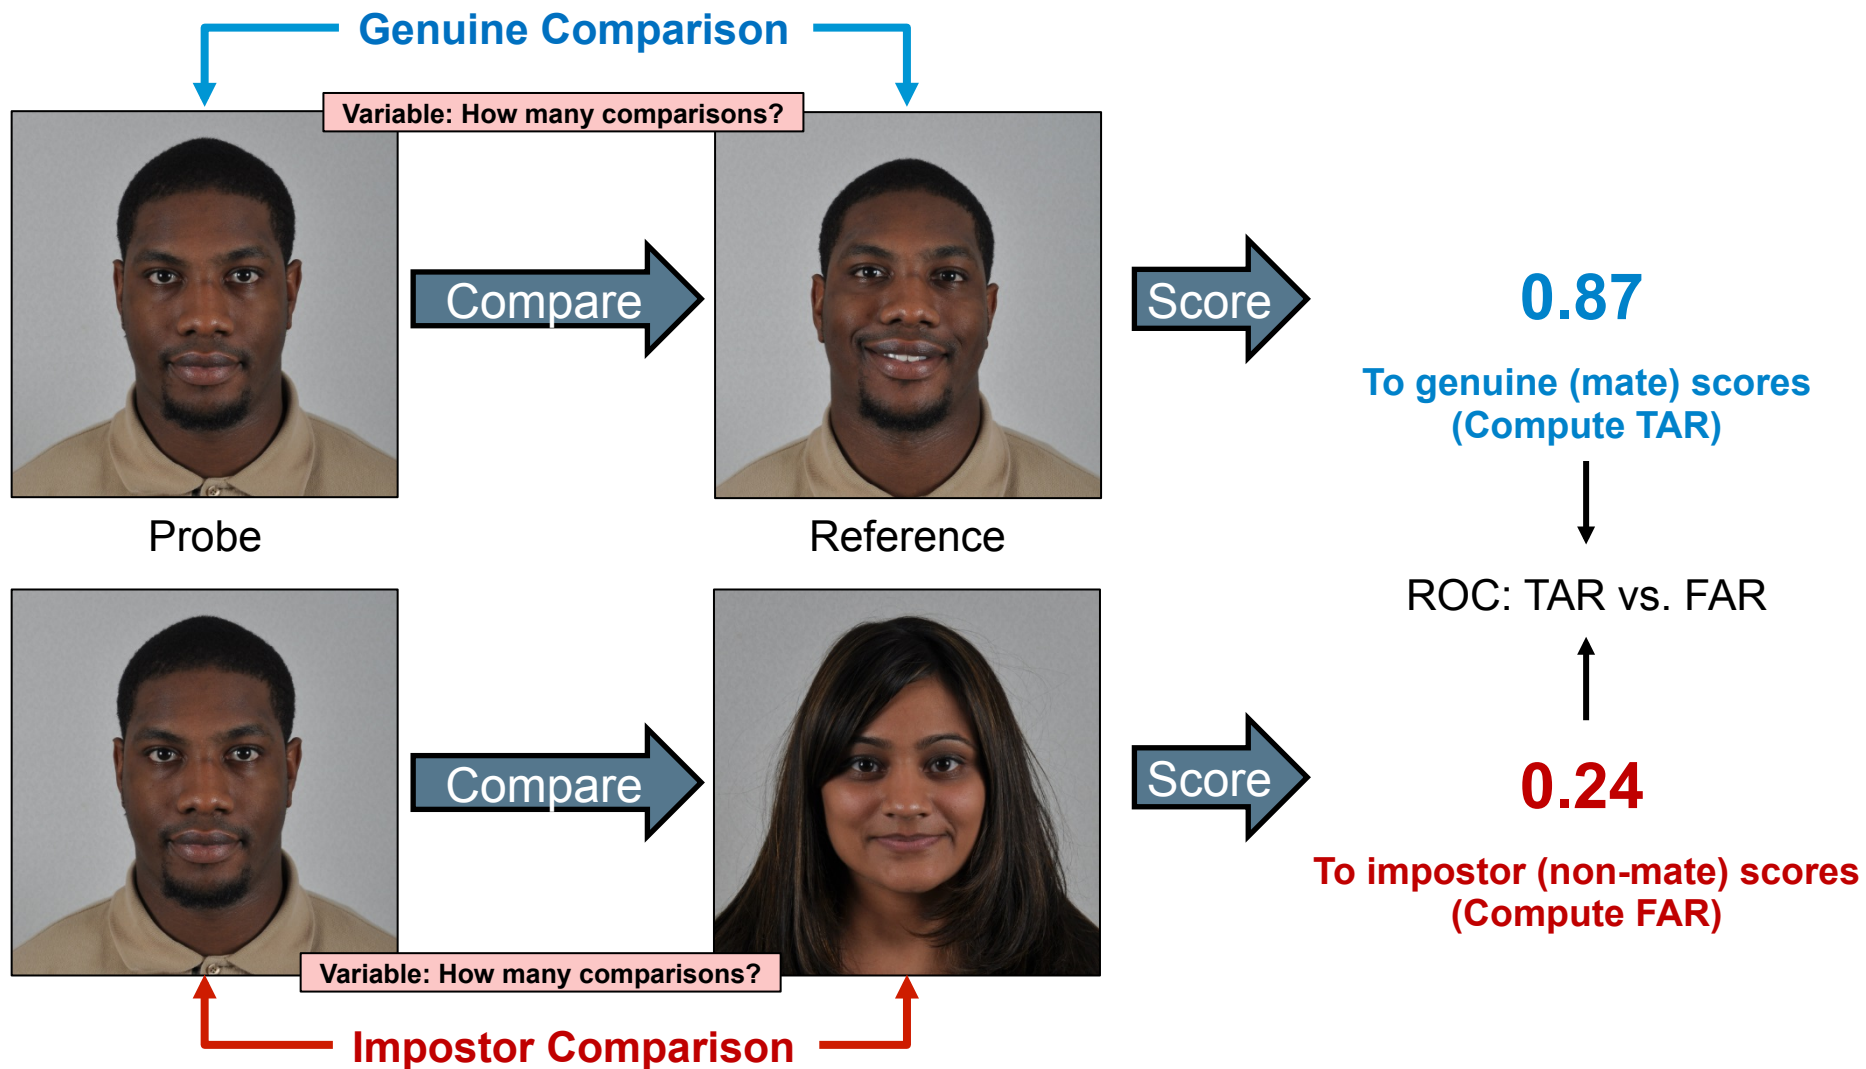 Genuine Comparison
Variable: How many comparisons?
Compare
Score
0.87
To genuine (mate) scores
(Compute TAR)
Probe
Reference
ROC: TAR vs. FAR
Compare
Score
0.24
To impostor (non-mate) scores
(Compute FAR)
Variable: How many comparisons?
Impostor Comparison